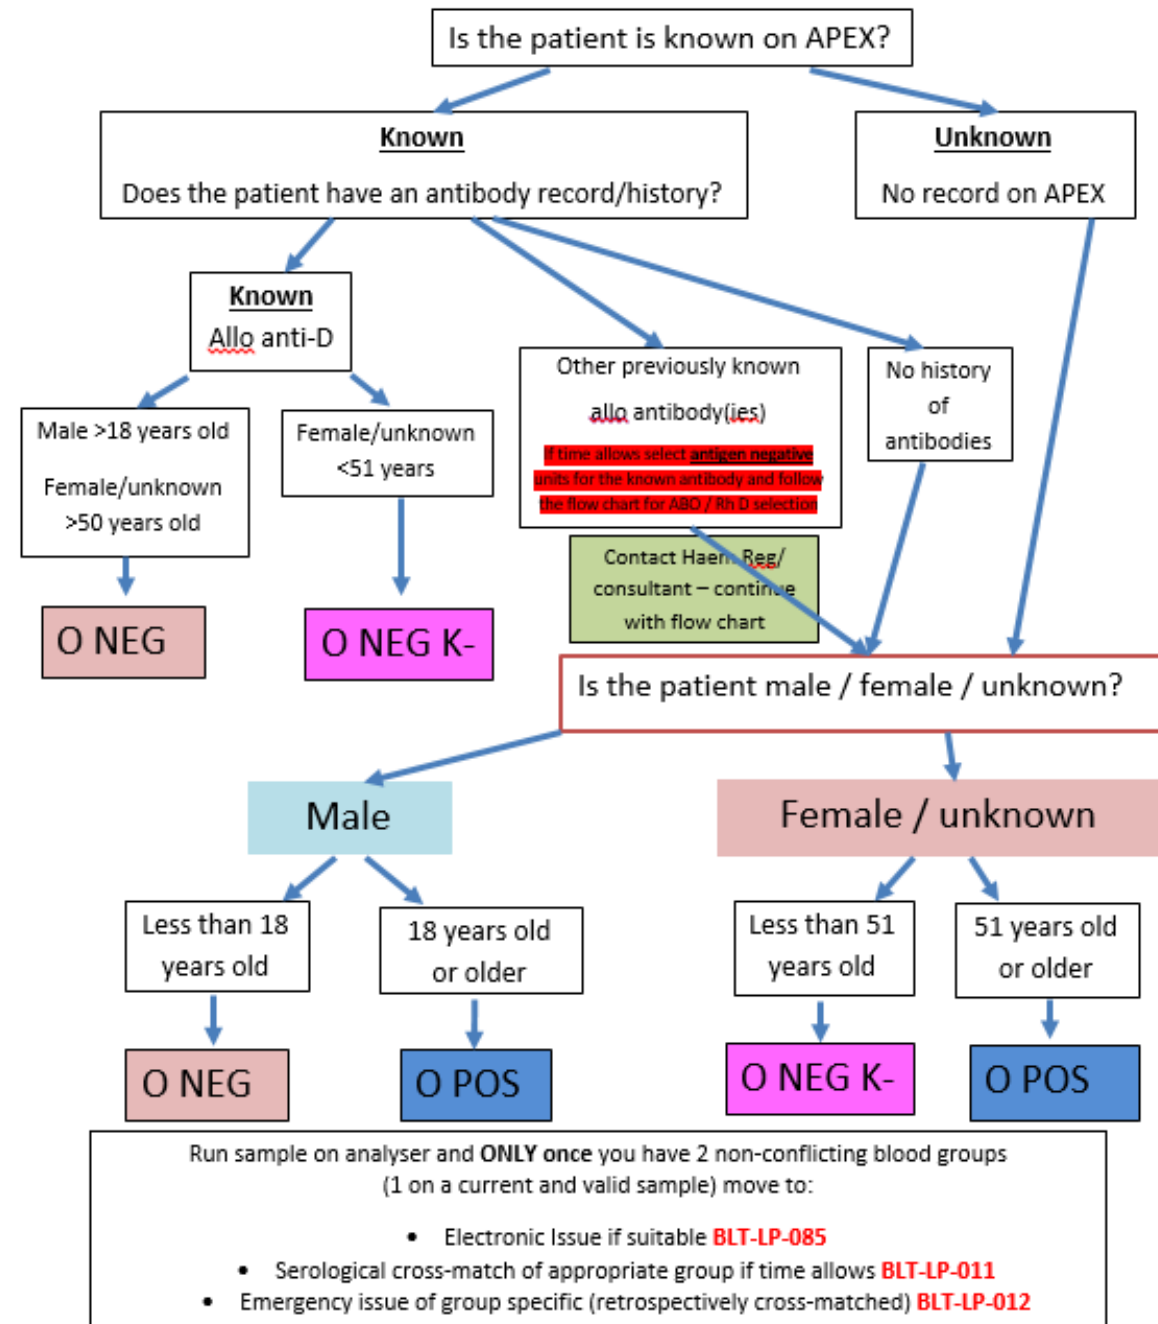 Is the patient is known on APEX?
Known
Does the patient have an antibody record/history?
Unknown
No record on APEX
Known
Allo anti-D
Male >18 years old
Female/unknown
>50 years old
Female/unknown
<51 years
Other previously known
allo antibody(ies)
If time allows select antigen negative
units for the known antibody and follow
the flow chart for ABO / Rh D selection
No history
of
antibodies
Contact Haem Reg/
consultant – continue
with flow chart
O NEG
O NEG K-
Is the patient male / female / unknown?
Male
Female / unknown
Less than 18
years old
18 years old
or older
Less than 51
years old
51 years old
or older
O NEG
O POS
O NEG K-
O POS
Run sample on analyser and ONLY once you have 2 non-conflicting blood groups
(1 on a current and valid sample) move to:
• Electronic Issue if suitable BLT-LP-085
• Serological cross-match of appropriate group if time allows BLT-LP-011
• Emergency issue of group specific (retrospectively cross-matched) BLT-LP-012